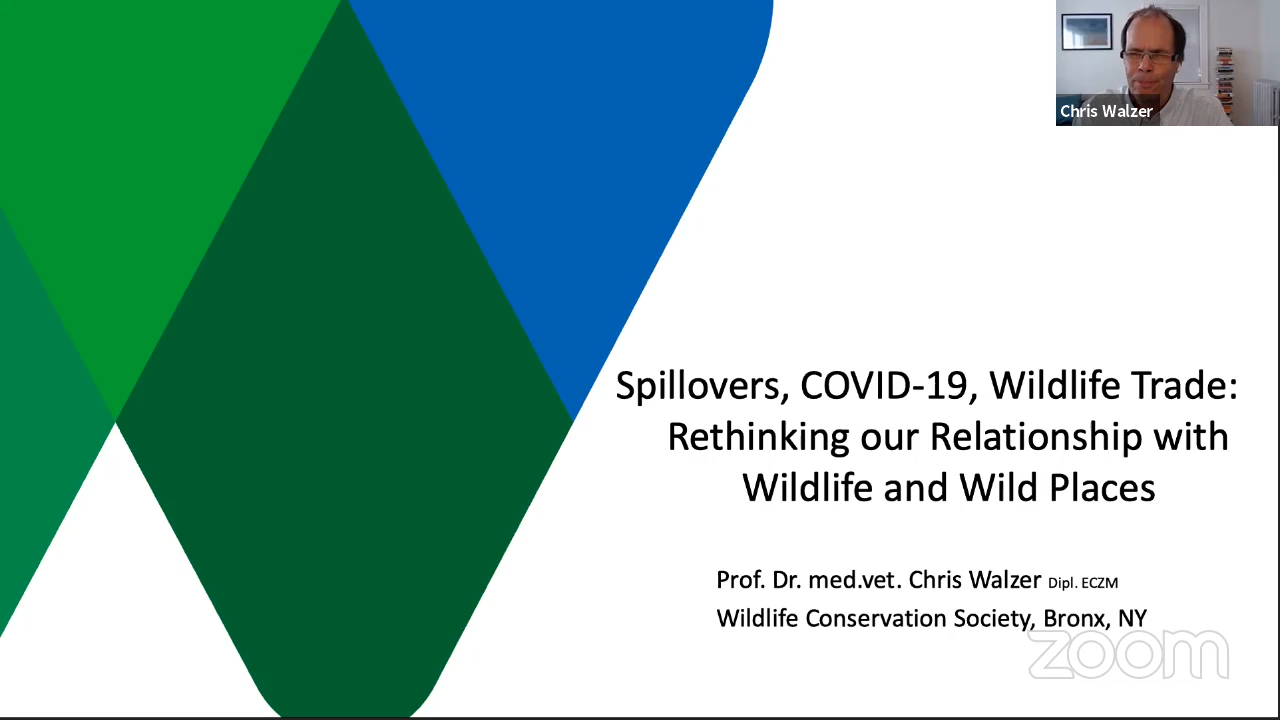 Chris Walzer
Spillovers, COVID-19, Wildlife Trade:
Rethinking our Relationship with
Wildlife and Wild Places
Prof. Dr. med.vet. Chris Walzer Dipl. ECZM
Wildlife Conservation Society, Bronx, NY
zoom